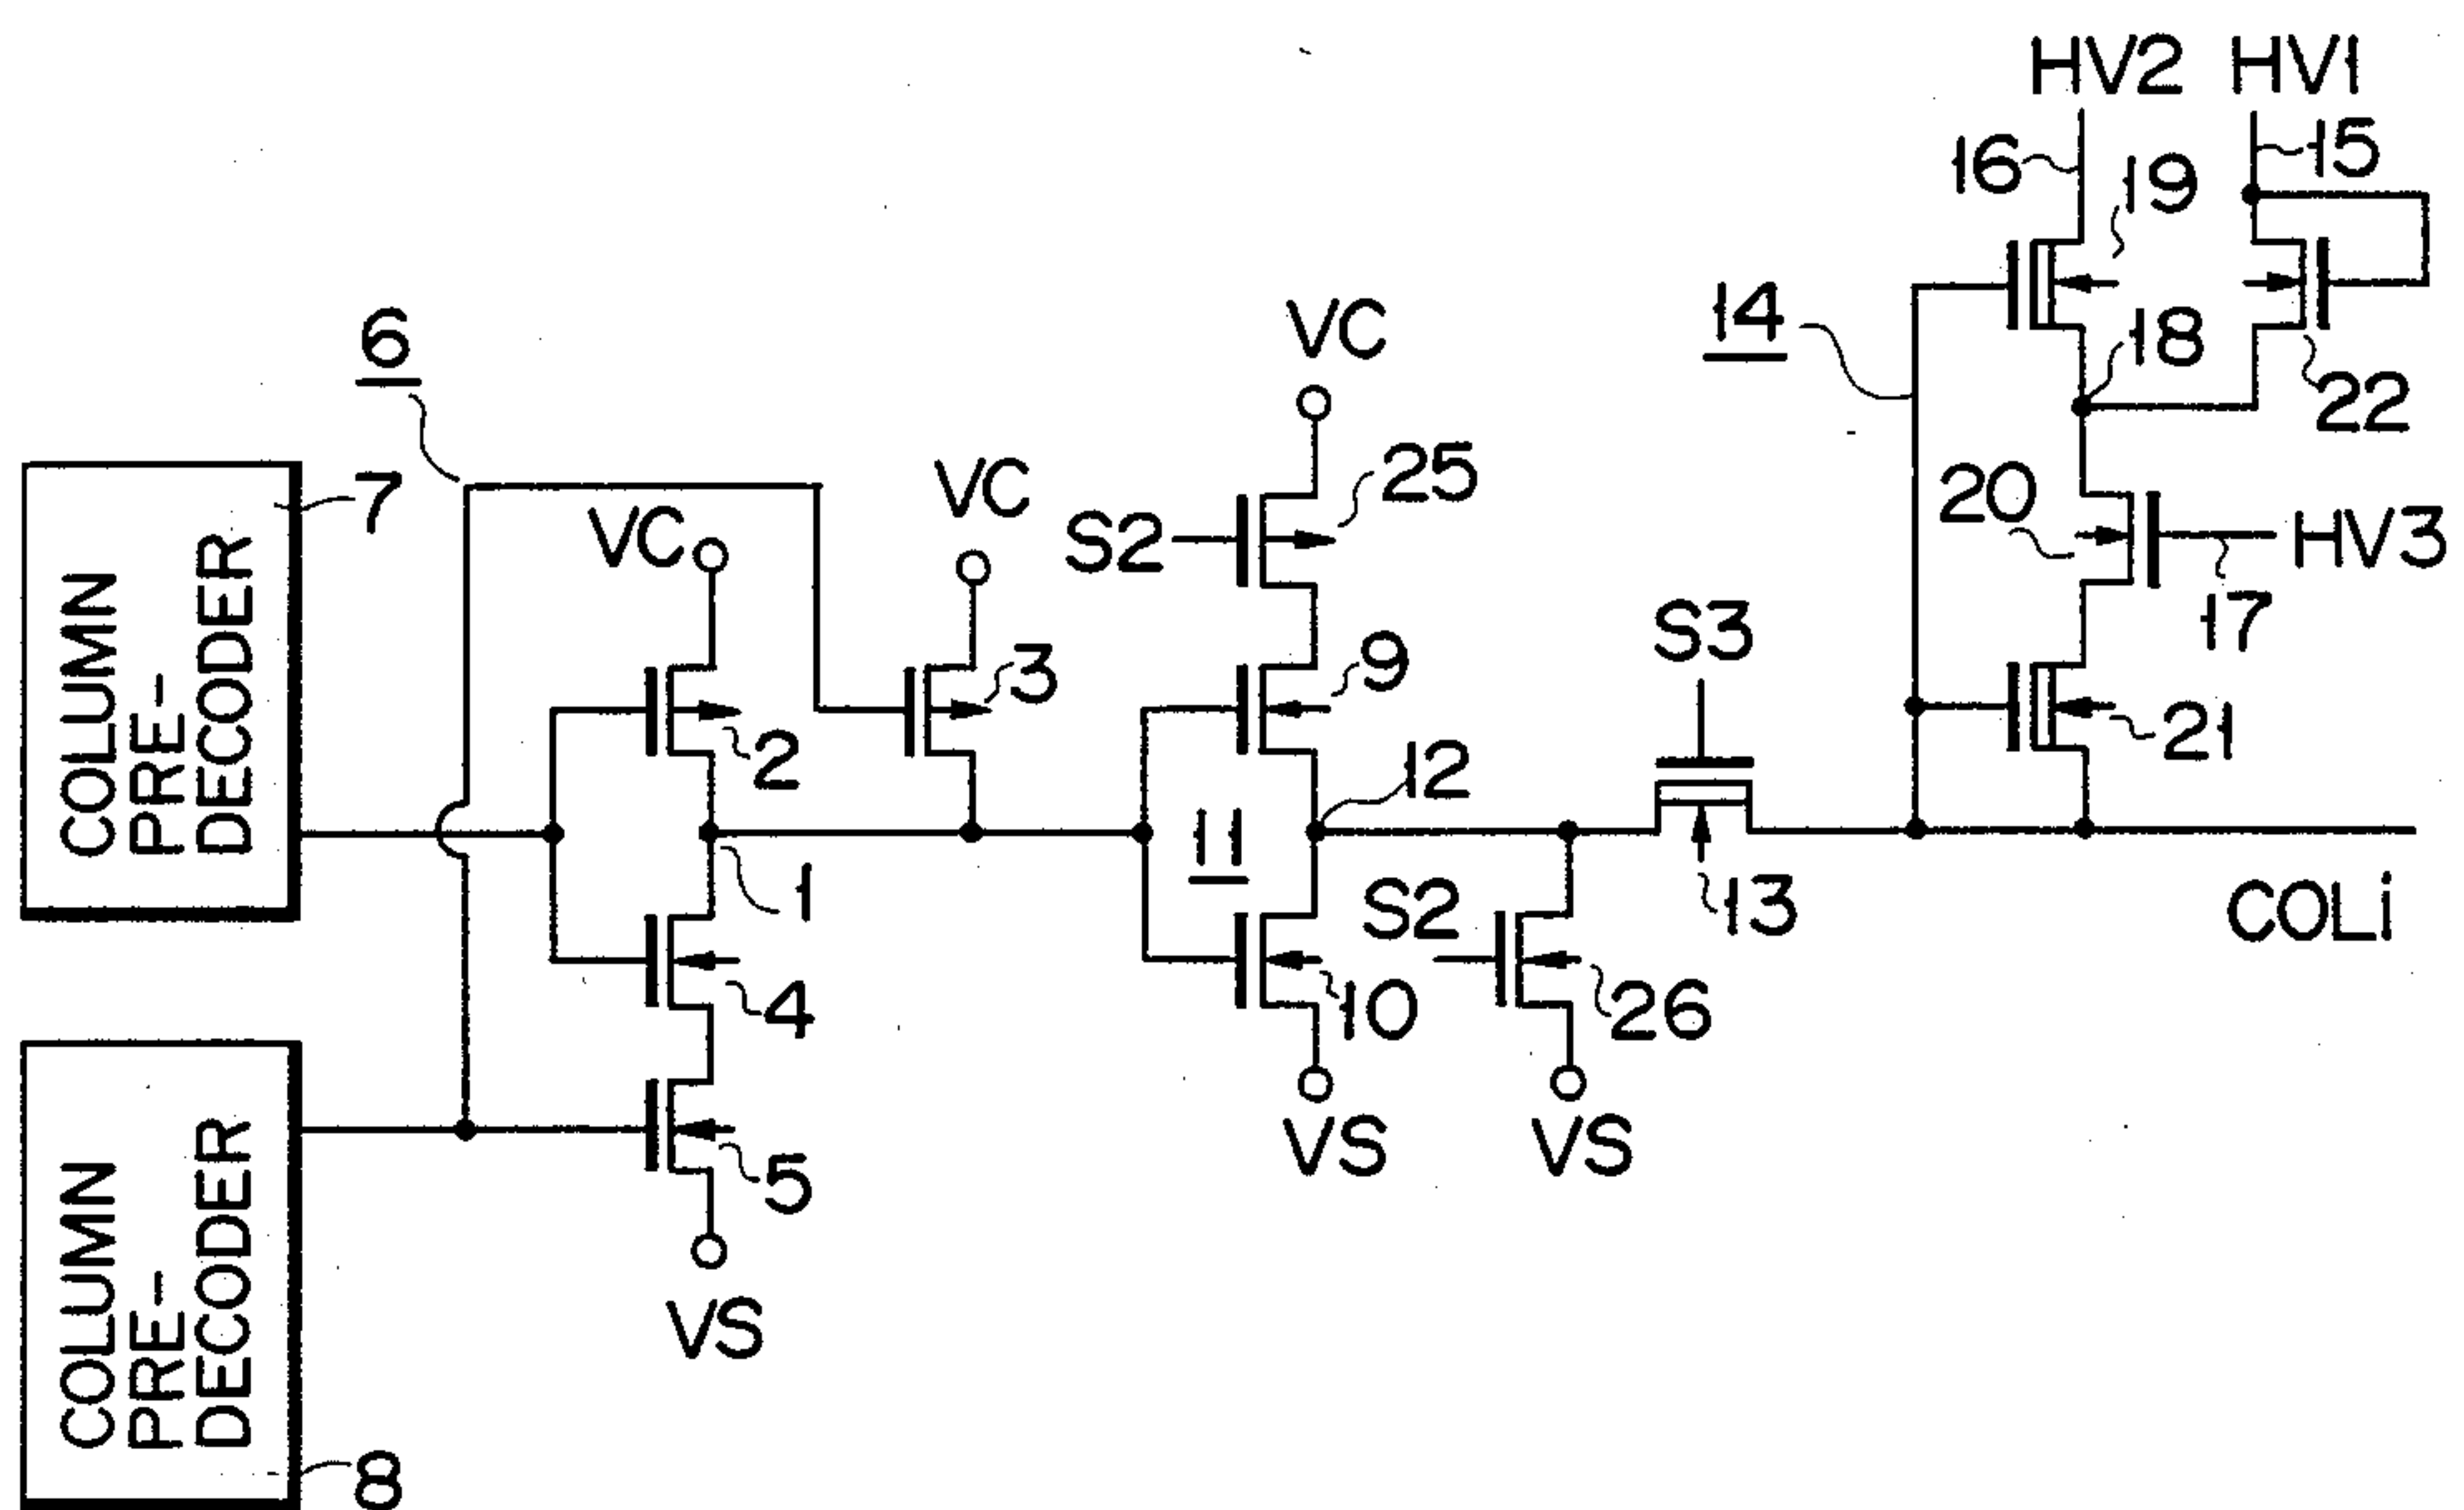 HV2 HV1
16
15
19
14
18
6
VC
22
7
VC
25
20
VC
S2
HV3
COLUMN
PRE-
DECODER
S3
17
3
9
2
12
21
11
1
S2
13
COLi
4
10
26
COLUMN
PRE-
DECODER
5
VS
VS
VS
8